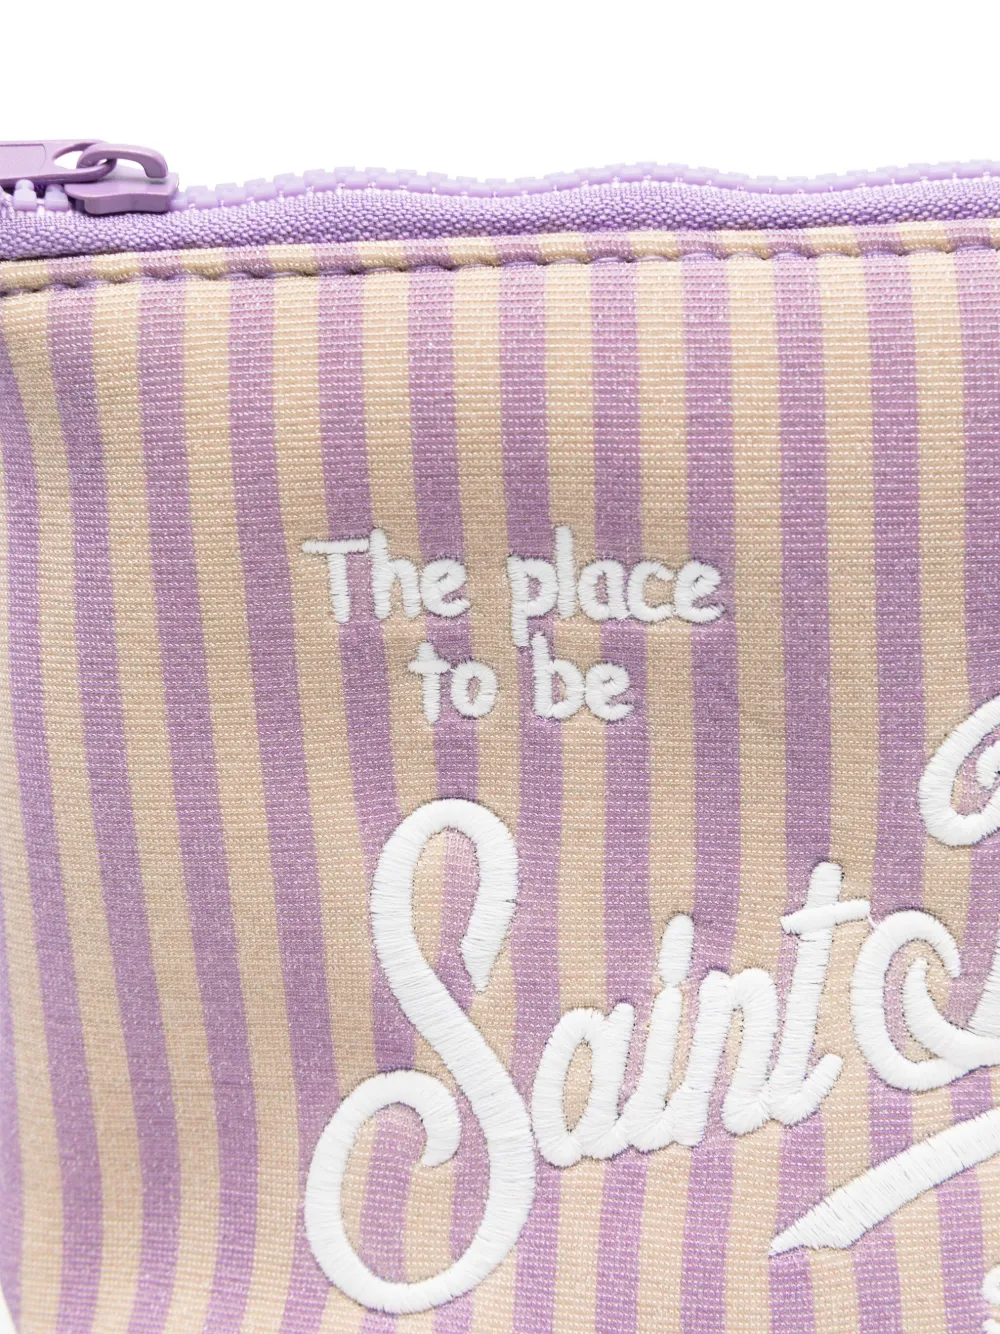 The place
to be
Saint